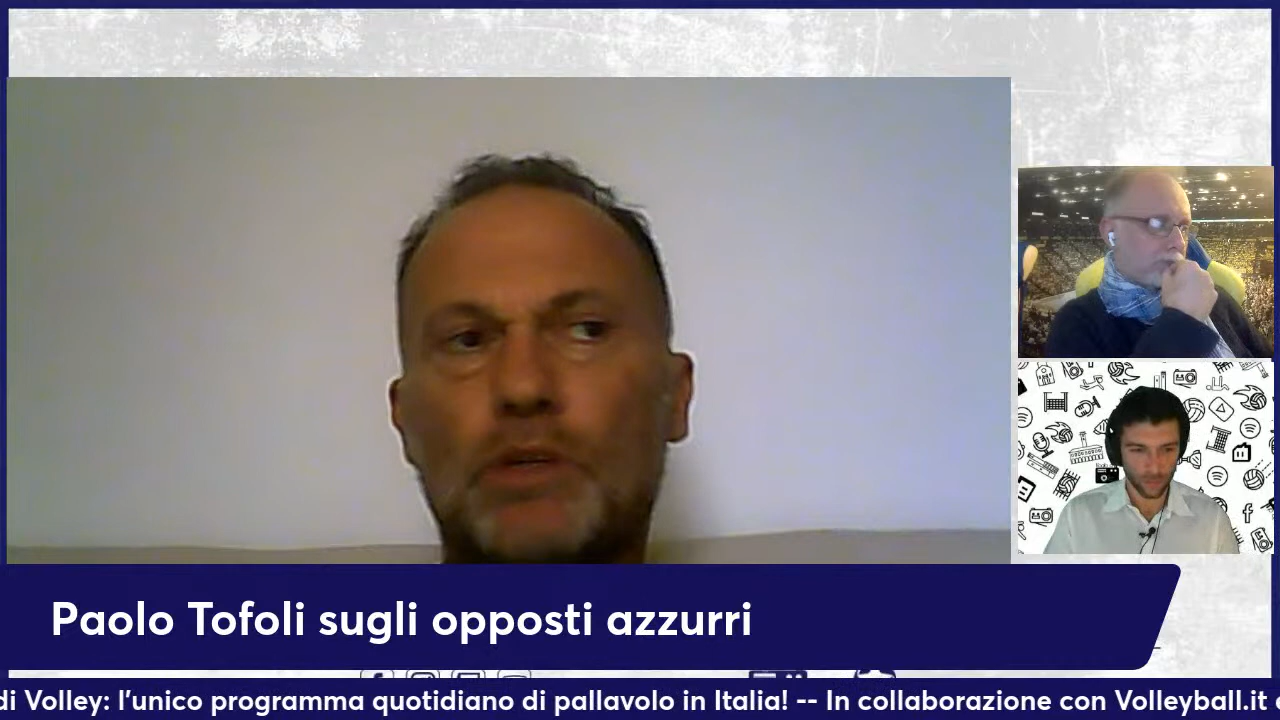 Paolo Tofoli sugli opposti azzurri
di Volley: l'unico programma quotidiano di pallavolo in Italia! -- In collaborazione con Volleyball.it